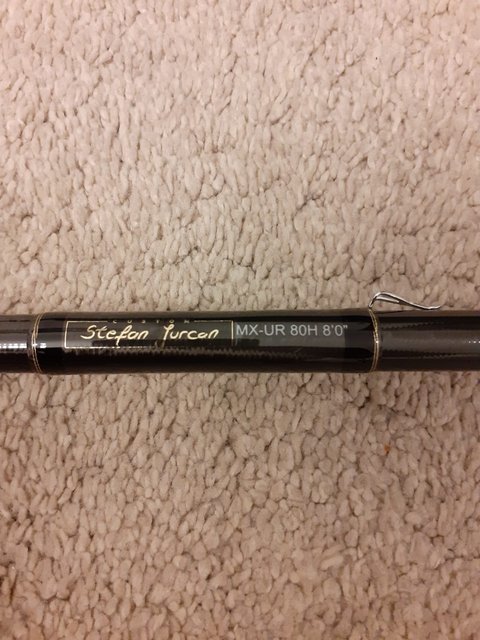 CUSTOM
Stefan Turcan MX-UR 80H 8'0"